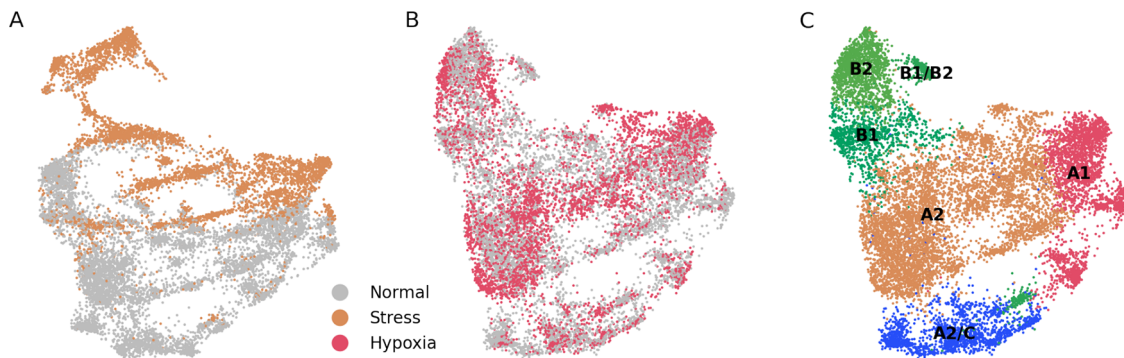 A
B
C
Normal
Stress
Hypoxia
B2
B1/B2
B1
A1
A2
A2/C